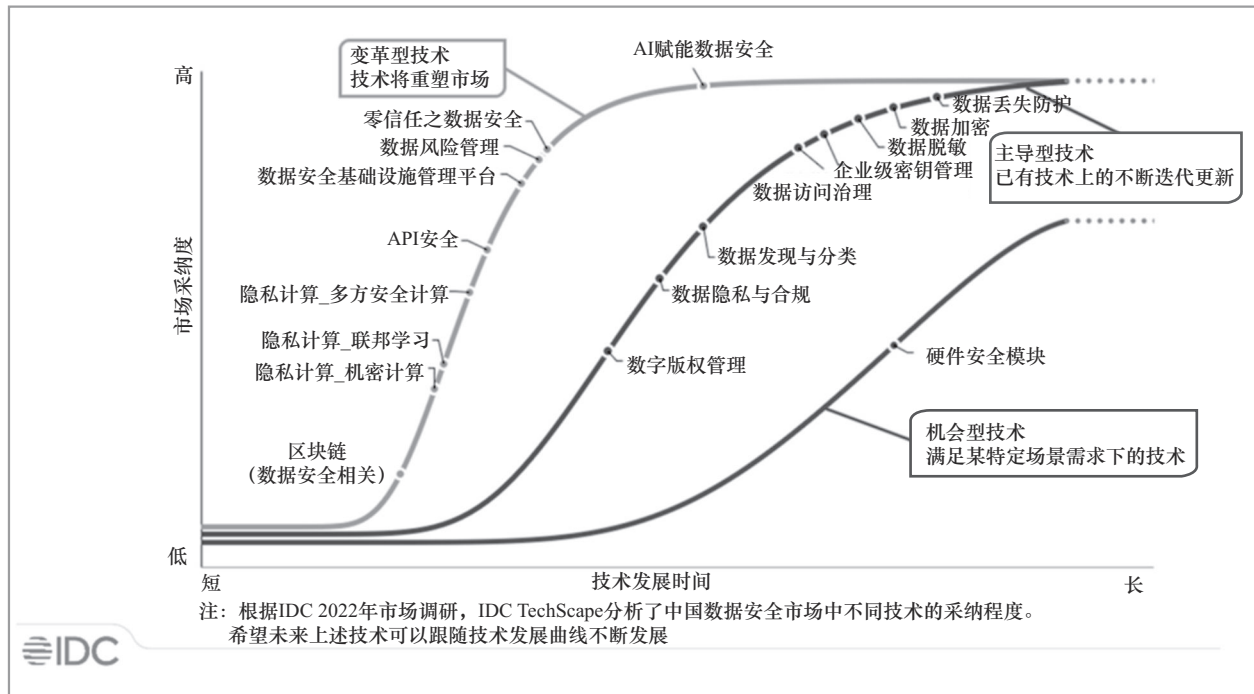 高
变革型技术
技术将重塑市场
AI赋能数据安全
零信任之数据安全
数据风险管理
数据安全基础设施管理平台
API安全
隐私计算_多方安全计算
隐私计算_联邦学习
隐私计算_机密计算
区块链
（数据安全相关）
数据丢失防护
数据加密
数据脱敏
企业级密钥管理
数据访问治理
数据发现与分类
数据隐私与合规
数字版权管理
主导型技术
已有技术上的不断迭代更新
硬件安全模块
机会型技术
满足某特定场景需求下的技术
市场采纳度
低
短
技术发展时间
长
注：根据IDC 2022年市场调研，IDC TechScape分析了中国数据安全市场中不同技术的采纳程度。
希望未来上述技术可以跟随技术发展曲线不断发展
IDC